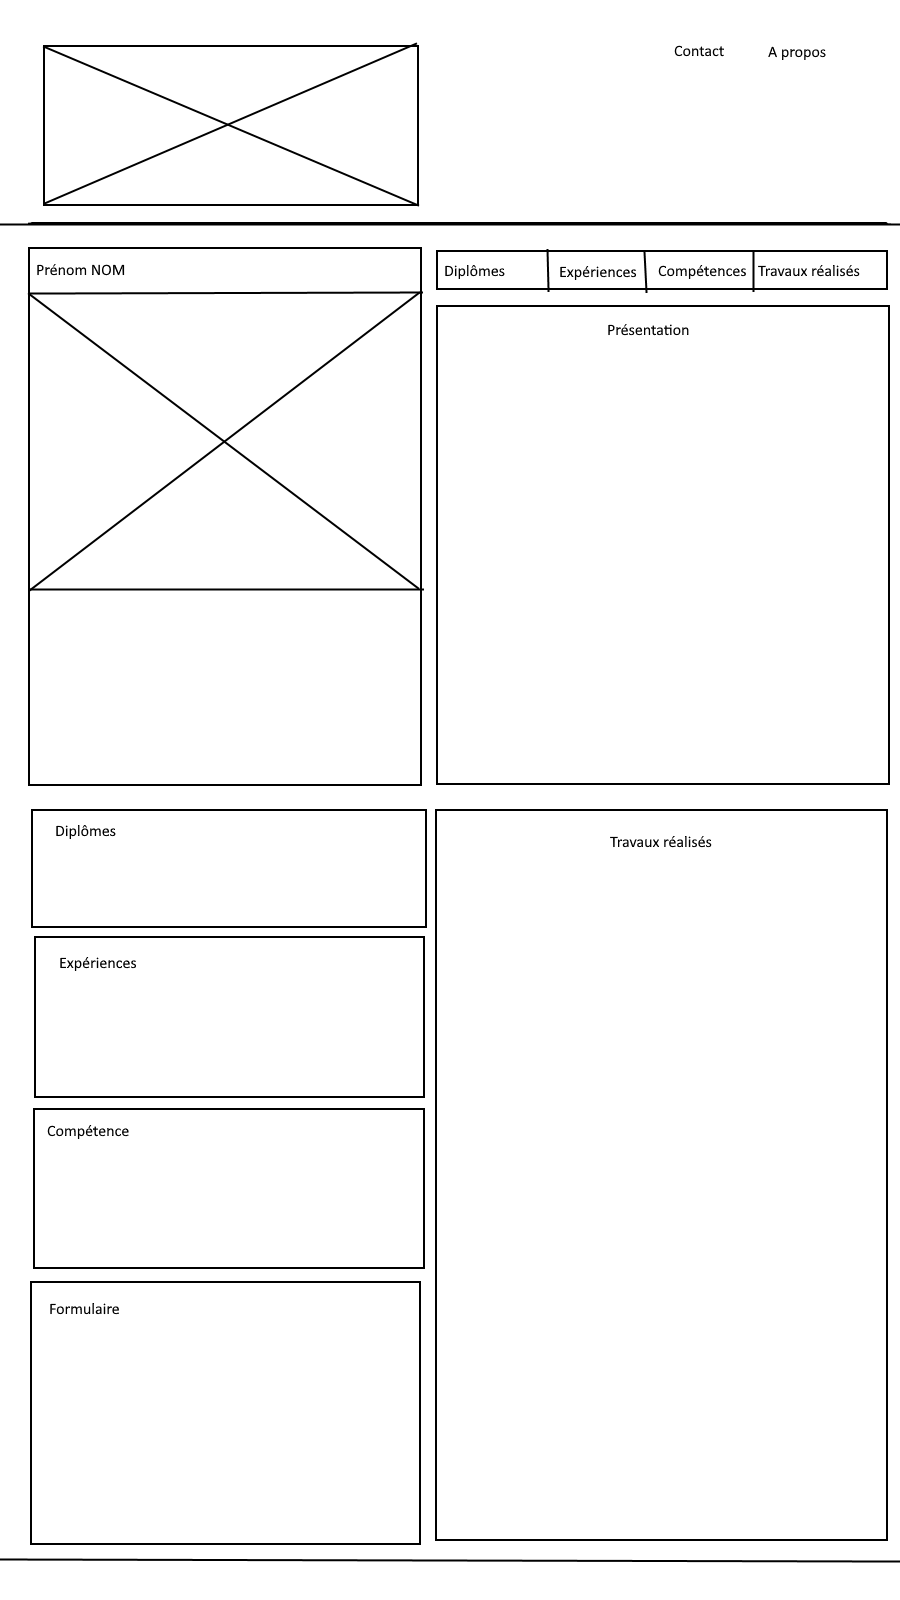 Contact
A propos
Prénom NOM
Diplômes
Expériences
Compétences
Travaux réalisés
Présentation
Diplômes
Travaux réalisés
Expériences
Compétence
Formulaire